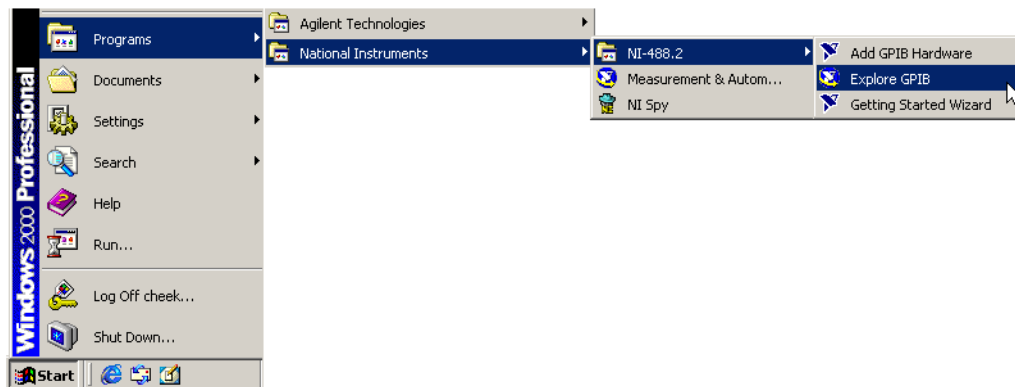 Windows 2000 Professional
Programs
Documents
Settings
Search
Help
Run...
Log Off cheek...
Shut Down...
Start
Agilent Technologies
National Instruments
NI-488.2
Measurement & Autom...
NI Spy
Add GPIB Hardware
Explore GPIB
Getting Started Wizard